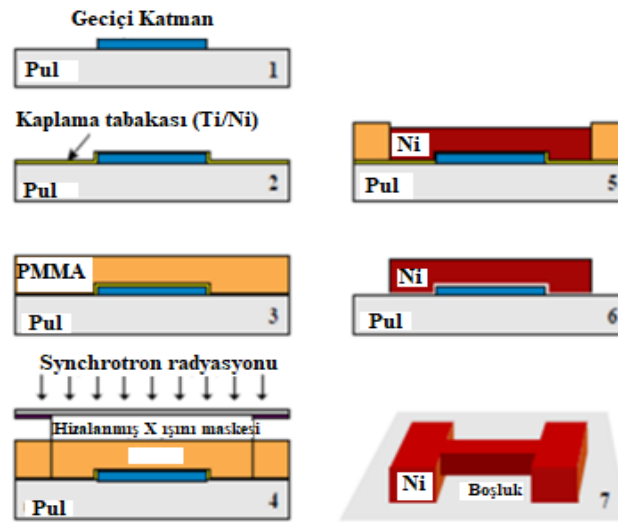 Geciçi Katman
Pul
1
Kaplama tabakası (Ti/Ni)
Pul
2
PMMA
Pul
3
Synchrotron radyasyonu
Hizalanmış X ışını maskesi
Pul
4
Ni
Pul
5
Ni
Pul
6
Ni
Boşluk
7